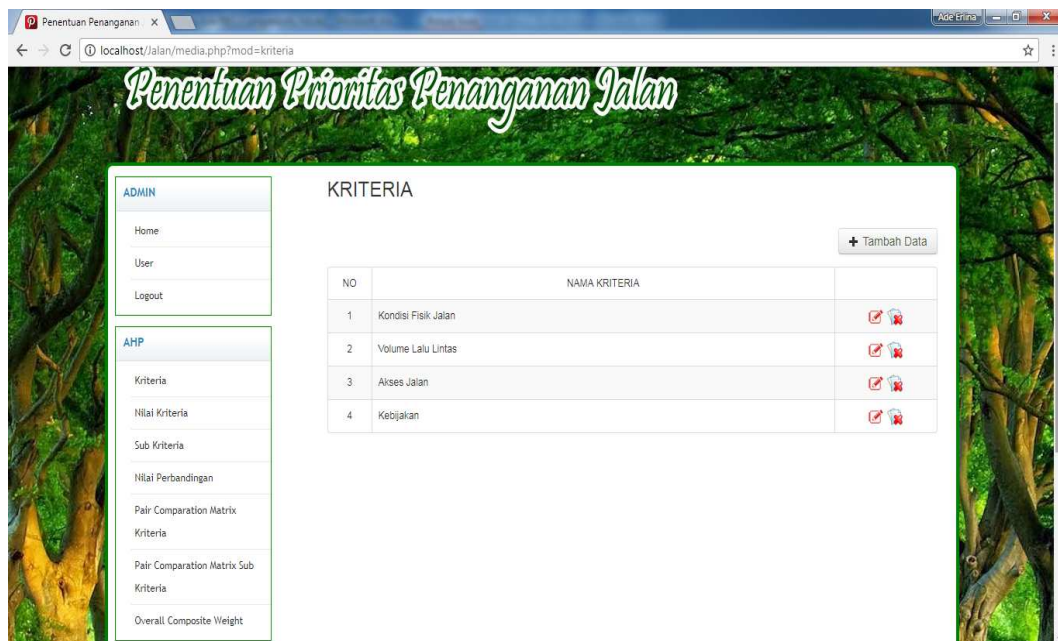 Penentuan Penanganan
Ade Erlina
localhost/Jalan/media.php?mod=kriteria
Penentuan Prioritas Penanganan Jalan
ADMIN
Home
User
Logout
AHP
Kriteria
Nilai Kriteria
Sub Kriteria
Nilai Perbandingan
Pair Comparation Matrix
Kriteria
Pair Comparation Matrix Sub
Kriteria
Overall Composite Weight
KRITERIA
+ Tambah Data
NO NAMA KRITERIA
1 Kondisi Fisik Jalan
2 Volume Lalu Lintas
3 Akses Jalan
4 Kebijakan